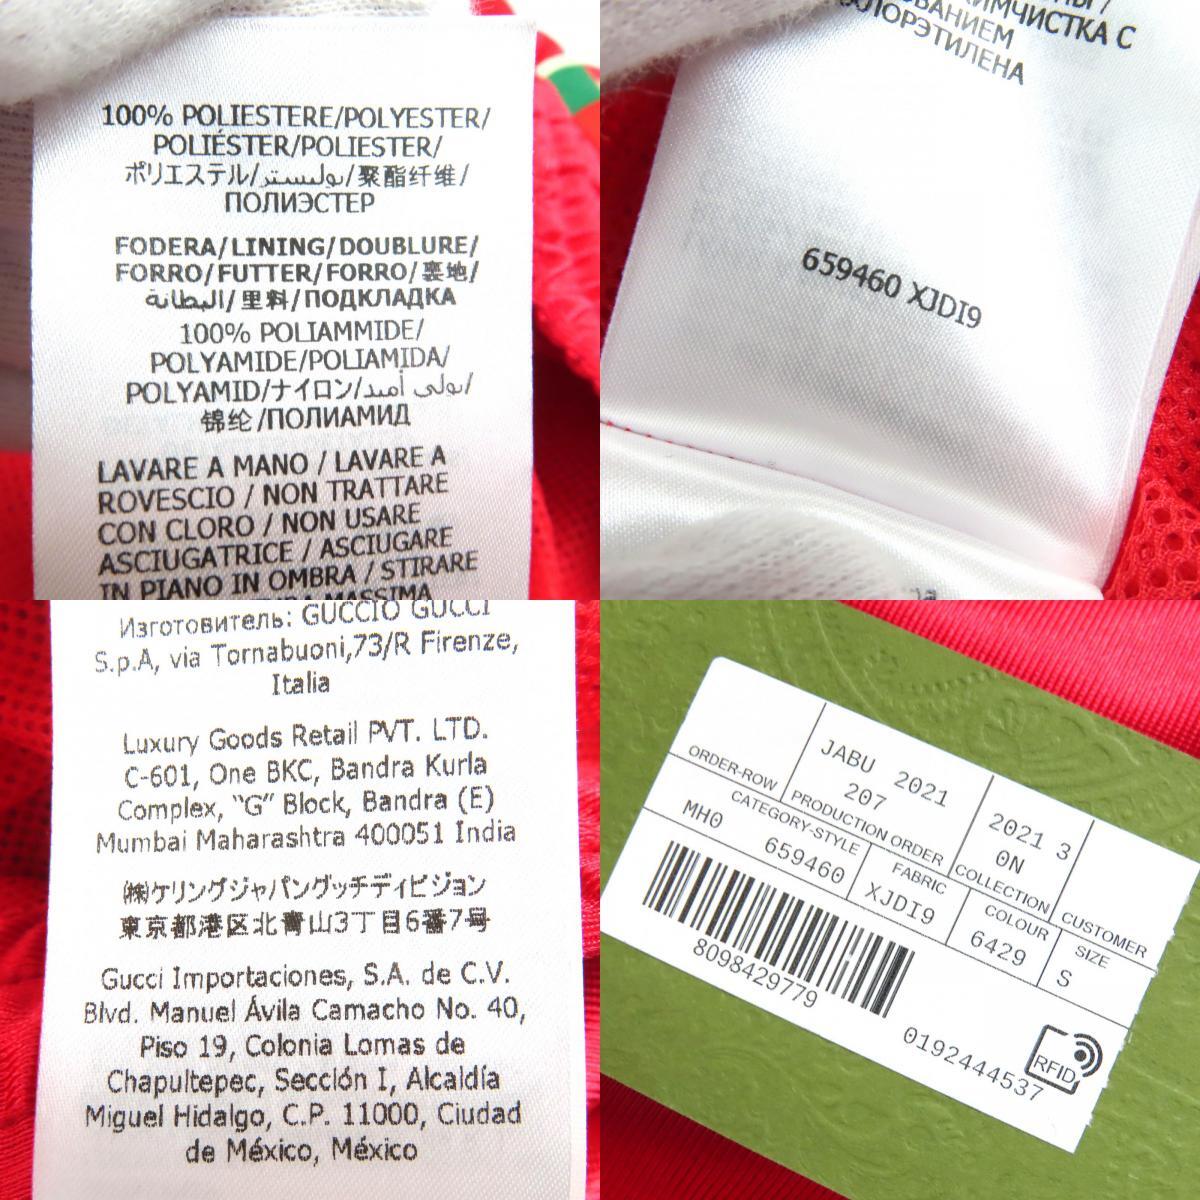 100% POLIESTERE/POLYESTER/
POLIÉSTER/POLIESTER/
ポリエステル/بوليستر/聚酯纤维/
ПОЛИЭСТЕР
FODERA/LINING/DOUBLURE/
FORRO/FUTTER/FORRO/裏地/
البطانة/里料/ПОДКЛАДКА
100% POLIAMMIDE/
POLYAMIDE/POLIAMIDA/
POLYAMID/ナイロン/بولي أميد/
锦纶/ПОЛИАМИД
LAVARE A MANO / LAVARE A
ROVESCIO / NON TRATTARE
CON CLORO / NON USARE
ASCIUGATRICE / ASCIUGARE
IN PIANO IN OMBRA / STIRARE
MASSIMA
ХИМЧИСТКА С
659460 XJDI9
Изготовитель: GUCCIO GUCCI
S.p.A, via Tornabuoni,73/R Firenze,
Italia
Luxury Goods Retail PVT. LTD.
C-601, One BKC, Bandra Kurla
Complex, "G" Block, Bandra (E)
Mumbai Maharashtra 400051 India
㈱ケリングジャパングッチディビジョン
東京都港区北青山3丁目6番7号
Gucci Importaciones, S.A. de C.V.
Blvd. Manuel Ávila Camacho No. 40,
Piso 19, Colonia Lomas de
Chapultepec, Sección I, Alcaldía
Miguel Hidalgo, C.P. 11000, Ciudad
de México, México
JABU 2021
207
2021 3
0N
ORDER-ROW
PRODUCTION ORDER
COLLECTION
CUSTOMER
MH0
CATEGORY-STYLE
659460
FABRIC
XJDI9
COLOUR
6429
SIZE
S
8098429779
0192444537
RFID